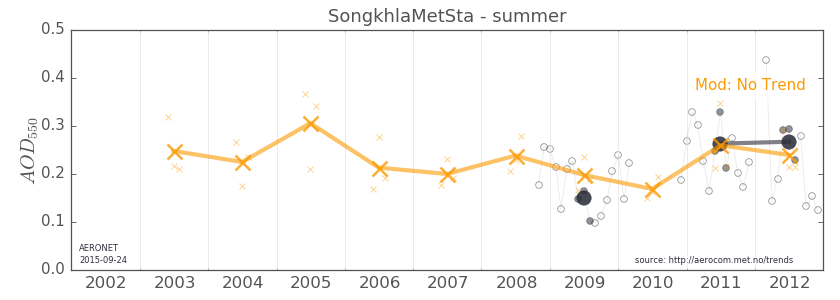 SongkhlaMetSta - summer
0.5
0.4
0.3
0.2
0.1
0.0
AOD550
Mod: No Trend
AERONET
2015-09-24
source: http://aerocom.met.no/trends
2002 2003 2004 2005 2006 2007 2008 2009 2010 2011 2012